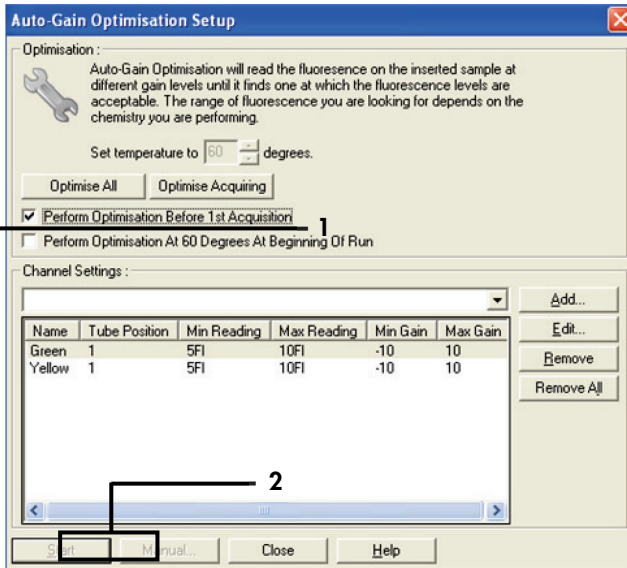 Auto-Gain Optimisation Setup
Optimisation :
Auto-Gain Optimisation will read the fluoresence on the inserted sample at
different gain levels until it finds one at which the fluorescence levels are
acceptable. The range of fluorescence you are looking for depends on the
chemistry you are performing.
Set temperature to 60 degrees.
Optimise All Optimise Acquiring
Perform Optimisation Before 1st Acquisition
1
Perform Optimisation At 60 Degrees At Beginning Of Run
Channel Settings :
Add...
Name Tube Position Min Reading Max Reading Min Gain Max Gain
Edit...
Green 1 5Fl 10Fl -10 10
Yellow 1 5Fl 10Fl -10 10
Remove
Remove All
2
Start Manual... Close Help